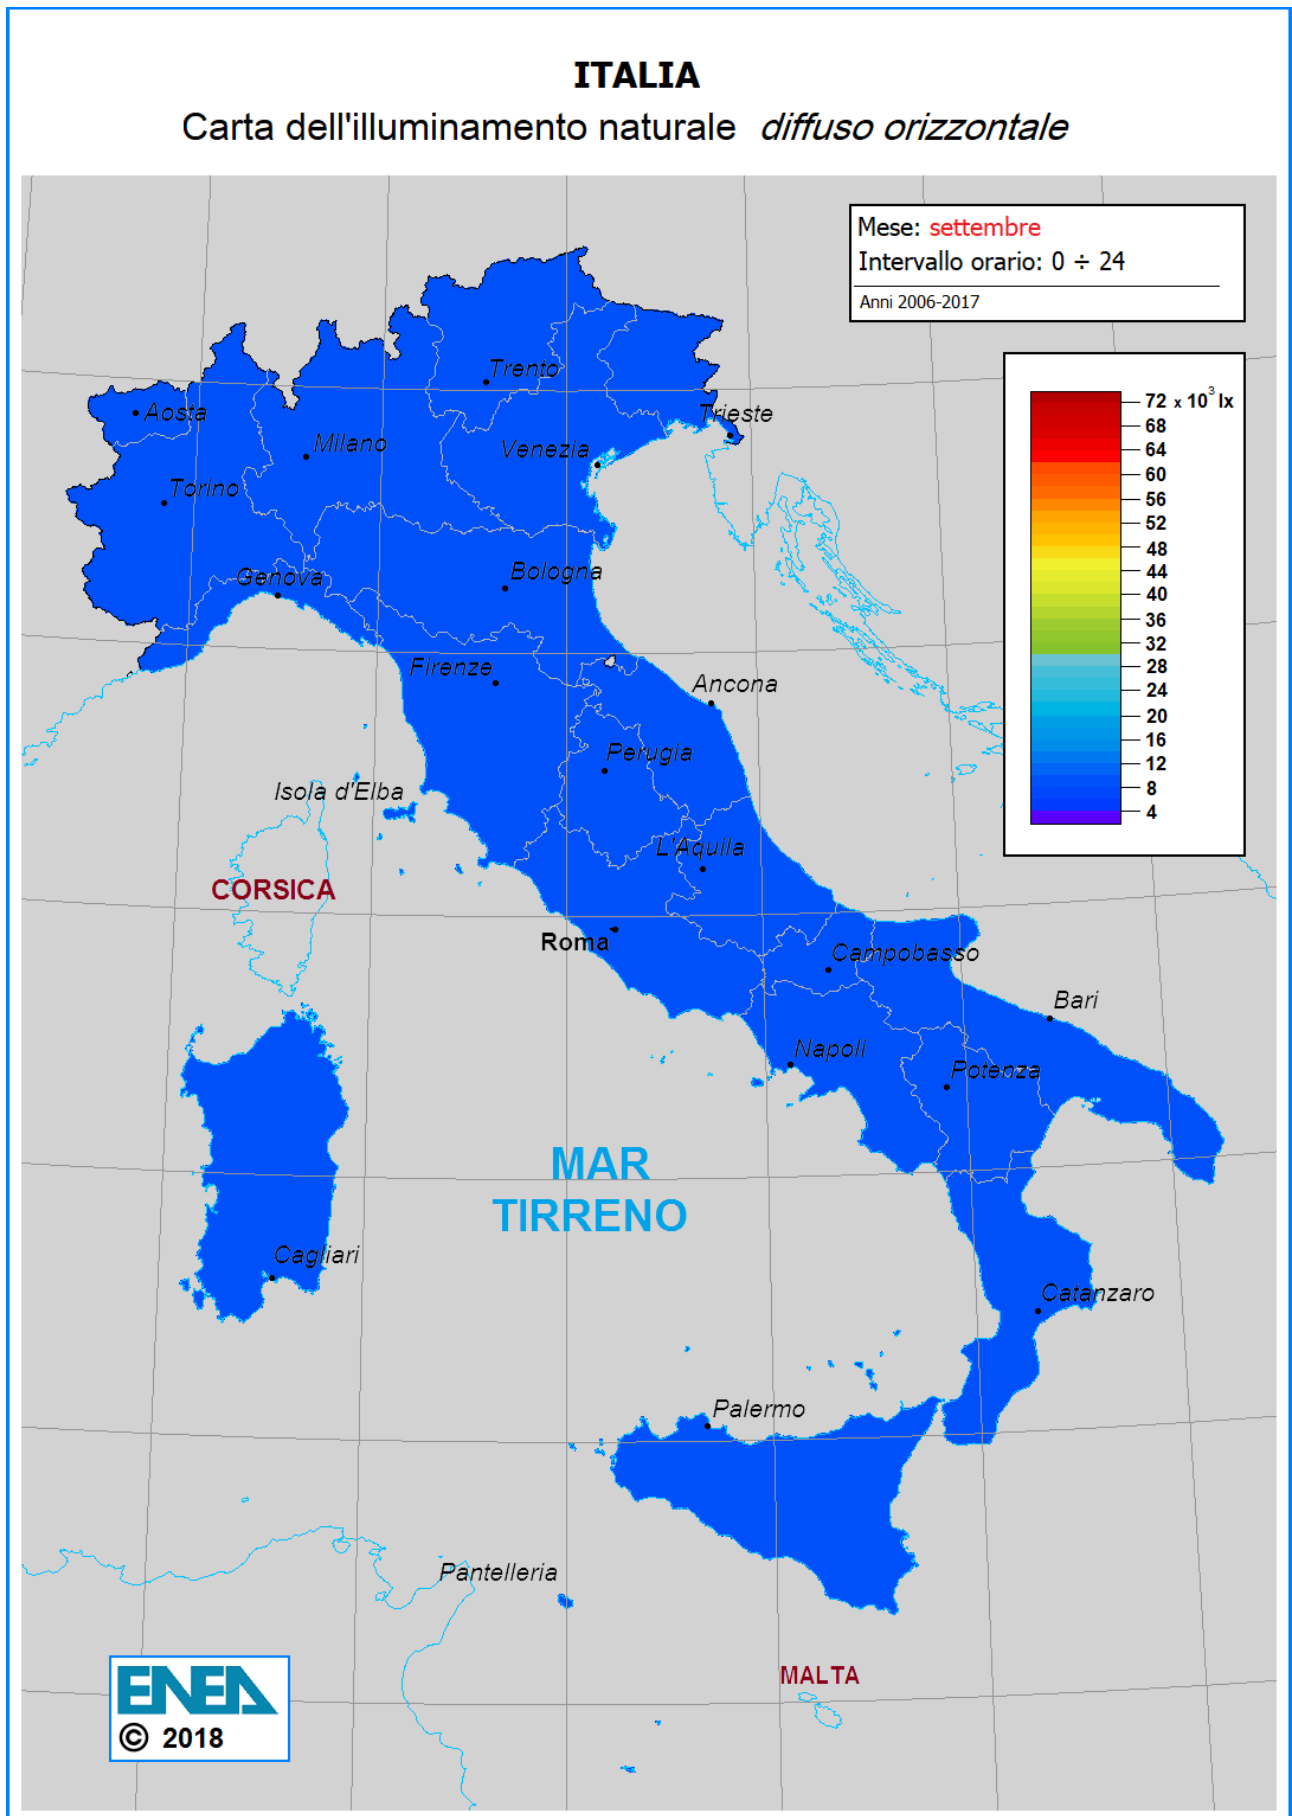 ITALIA
Carta dell'illuminamento naturale diffuso orizzontale
Mese: settembre
Intervallo orario: 0 ÷ 24
Anni 2006-2017
72 x 10³ lx
68
64
60
56
52
48
44
40
36
32
28
24
20
16
12
8
4
Trento
Aosta
Trieste
Milano
Venezia
Torino
Genova
Bologna
Firenze
Ancona
Perugia
Isola d'Elba
L'Aquila
CORSICA
Roma
Campobasso
Bari
Napoli
Potenza
MAR
TIRRENO
Cagliari
Catanzaro
Palermo
Pantelleria
MALTA
ENEA
© 2018